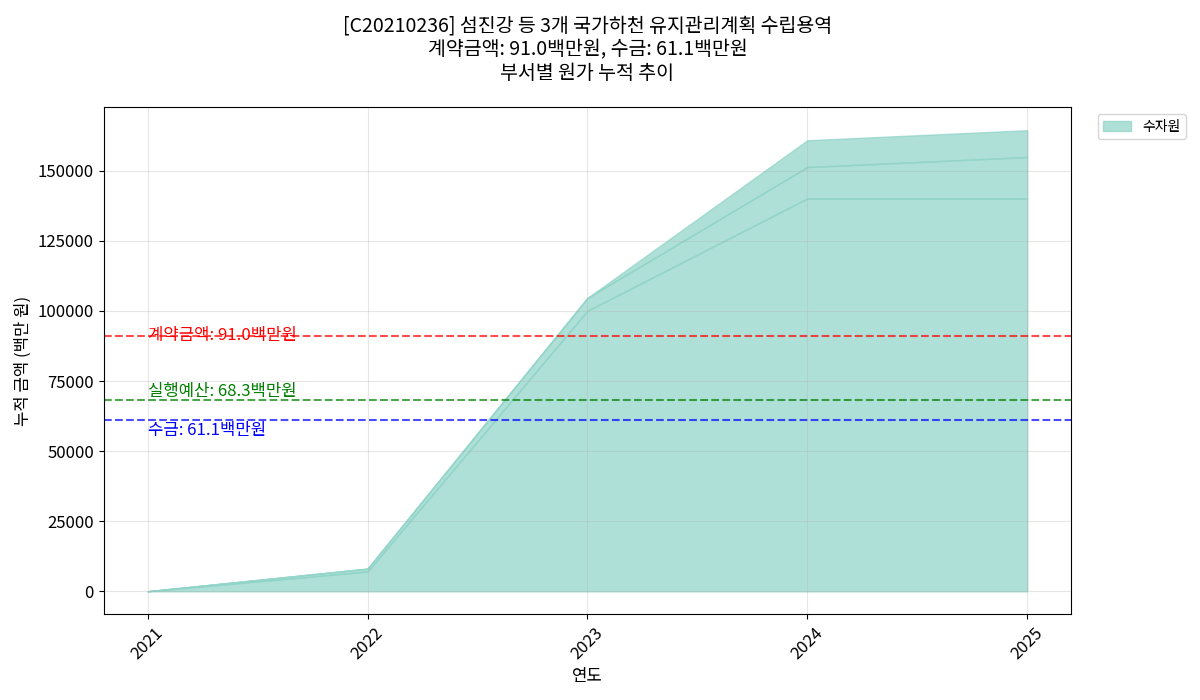 [C20210236] 섬진강 등 3개 국가하천 유지관리계획 수립용역
계약금액: 91.0백만원, 수금: 61.1백만원
부서별 원가 누적 추이
수자원
누적 금액 (백만 원)
150000
125000
100000
75000
50000
25000
0
계약금액: 91.0백만원
실행예산: 68.3백만원
수금: 61.1백만원
2021
2022
2023
2024
2025
연도